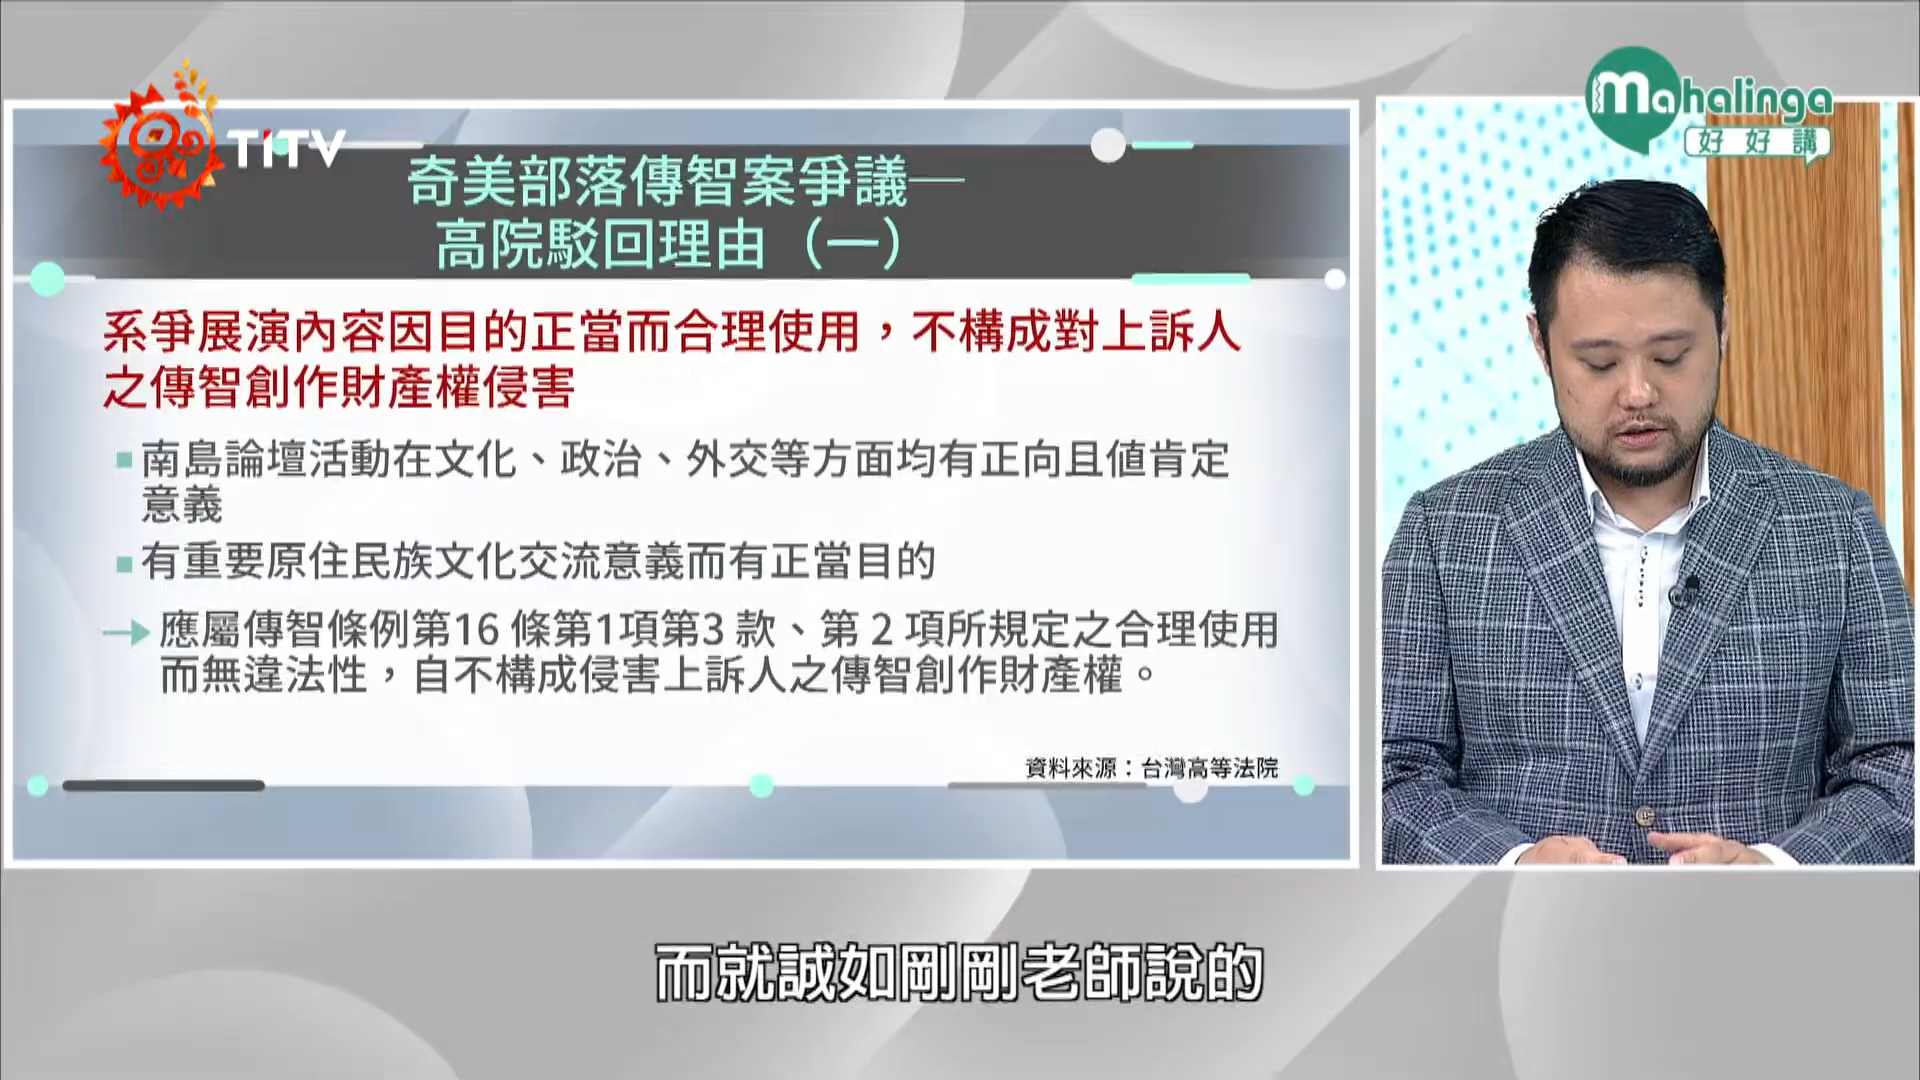 TITV
Mahalinga
好好講
奇美部落傳智案爭議—
高院駁回理由（一）
系爭展演內容因目的正當而合理使用，不構成對上訴人
之傳智創作財產權侵害
南島論壇活動在文化、政治、外交等方面均有正向且值肯定
意義
有重要原住民族文化交流意義而有正當目的
應屬傳智條例第16 條第1項第3 款、第 2 項所規定之合理使用
而無違法性，自不構成侵害上訴人之傳智創作財產權。
資料來源：台灣高等法院
而就誠如剛剛老師說的